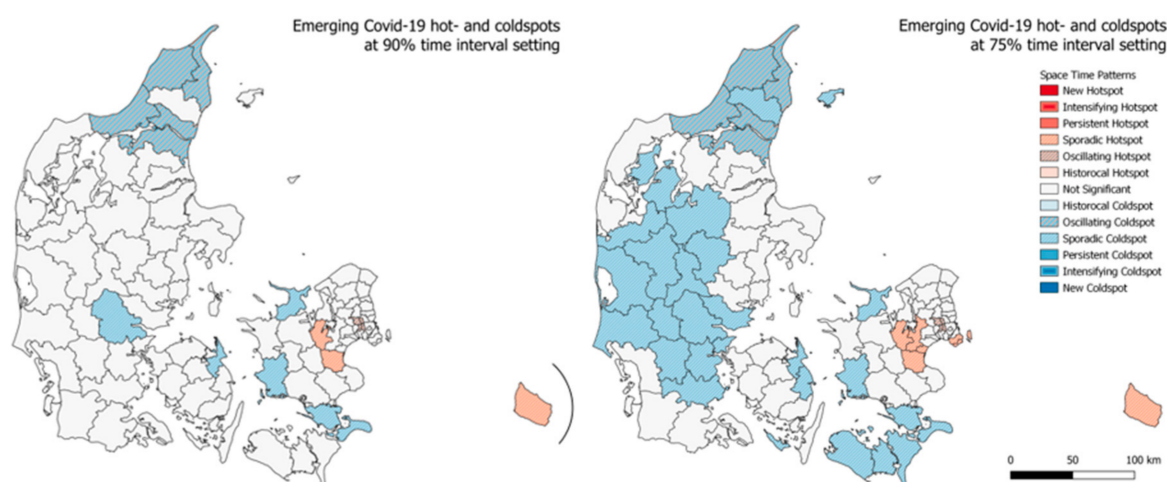 Emerging Covid-19 hot- and coldspots
at 90% time interval setting
Emerging Covid-19 hot- and coldspots
at 75% time interval setting
Space Time Patterns
New Hotspot
Intensifying Hotspot
Persistent Hotspot
Sporadic Hotspot
Oscillating Hotspot
Historocal Hotspot
Not Significant
Historocal Coldspot
Oscillating Coldspot
Sporadic Coldspot
Persistent Coldspot
Intensifying Coldspot
New Coldspot
0 50 100 km